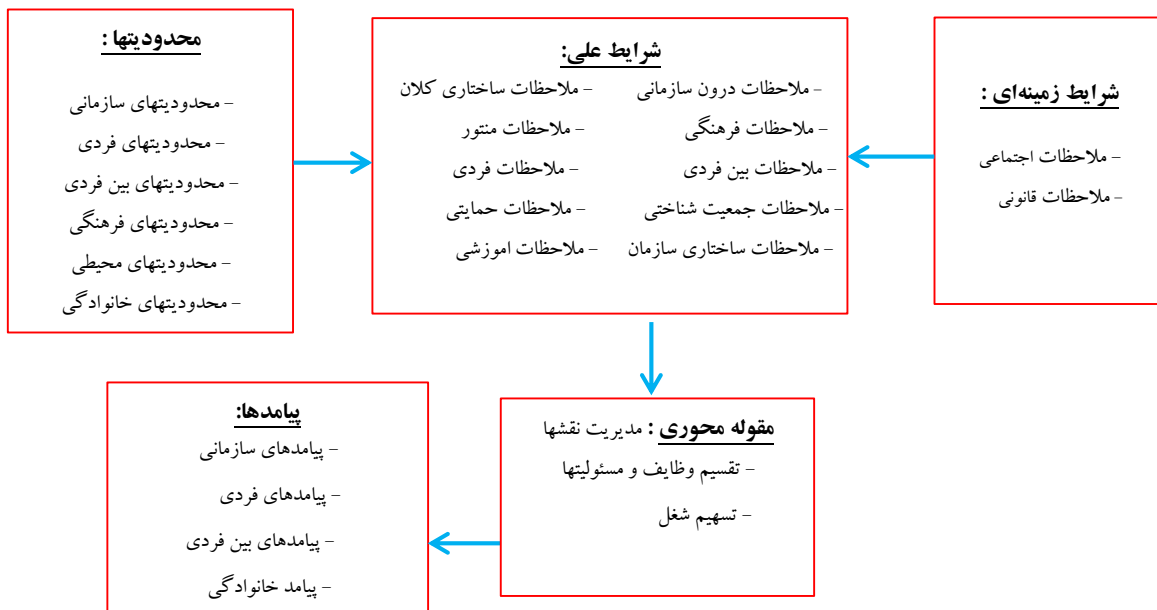 شرایط زمینه‌ای :
– ملاحظات اجتماعی
– ملاحظات قانونی
شرایط علی:
– ملاحظات درون سازمانی – ملاحظات ساختاری کلان
– ملاحظات فرهنگی – ملاحظات منتور
– ملاحظات بین فردی – ملاحظات فردی
– ملاحظات جمعیت شناختی – ملاحظات حمایتی
– ملاحظات ساختاری سازمان – ملاحظات اموزشی
محدودیتها :
– محدودیتهای سازمانی
– محدودیتهای فردی
– محدودیتهای بین فردی
– محدودیتهای فرهنگی
– محدودیتهای محیطی
– محدودیتهای خانوادگی
مقوله محوری : مدیریت نقشها
– تقسیم وظایف و مسئولیتها
– تسهیم شغل
پیامدها:
– پیامدهای سازمانی
– پیامدهای فردی
– پیامدهای بین فردی
– پیامد خانوادگی